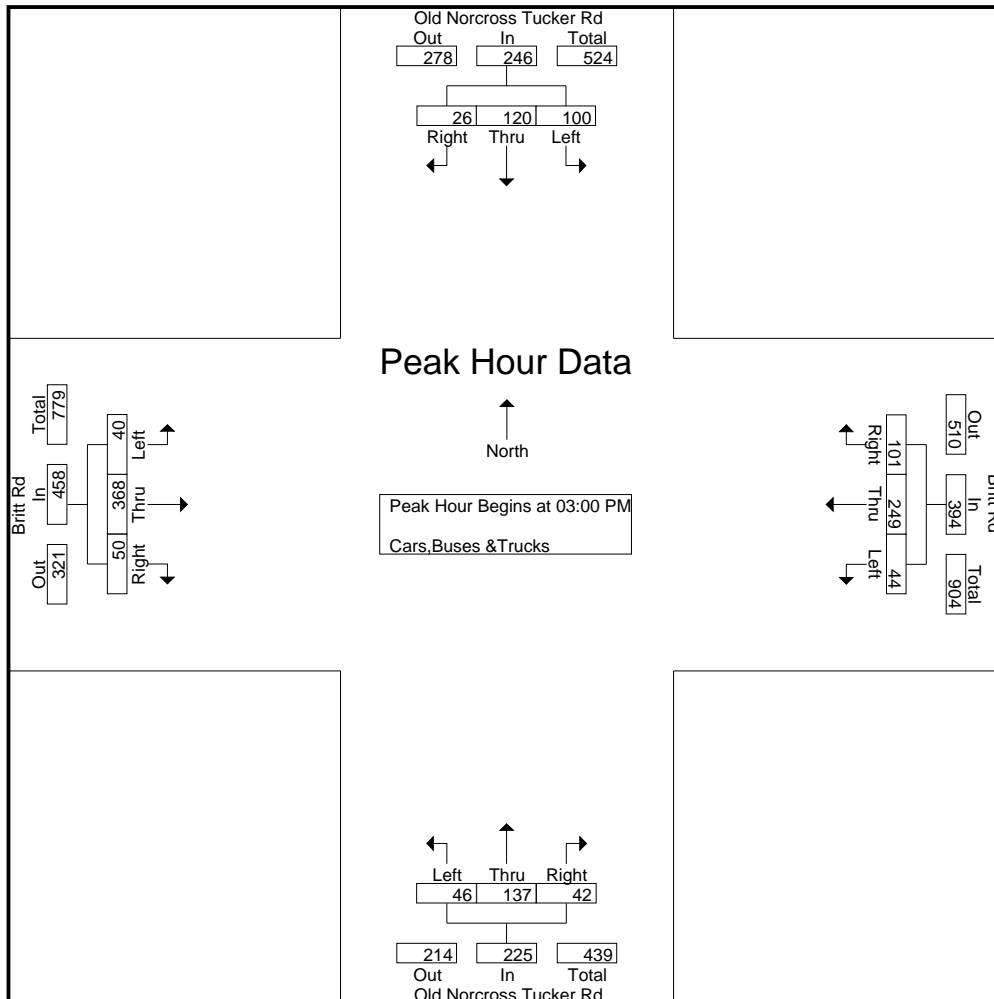 Old Norcross Tucker Rd
Out In Total
278 246 524
26 120 100
Right Thru Left
Peak Hour Data
North
Peak Hour Begins at 03:00 PM
Cars,Buses &Trucks
Britt Rd
Out In Total
321 458 779
50 368 40
Right Thru Left
Out In Total
510 394 904
101 249 44
Right Thru Left
Britt Rd
Left Thru Right
46 137 42
214 225 439
Out In Total
Old Norcross Tucker Rd